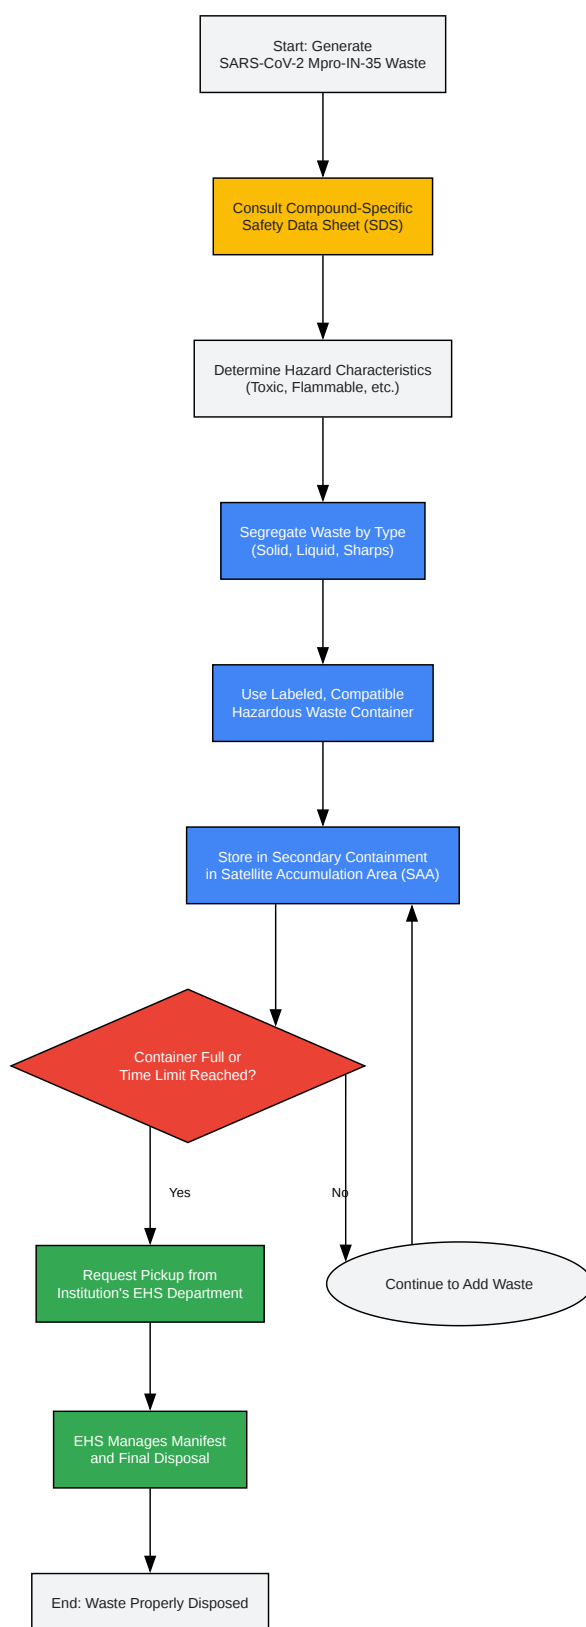 Start: Generate
SARS-CoV-2 Mpro-IN-35 Waste
Consult Compound-Specific
Safety Data Sheet (SDS)
Determine Hazard Characteristics
(Toxic, Flammable, etc.)
Segregate Waste by Type
(Solid, Liquid, Sharps)
Use Labeled, Compatible
Hazardous Waste Container
Store in Secondary Containment
in Satellite Accumulation Area (SAA)
Container Full or
Time Limit Reached?
Yes
No
Request Pickup from
Institution's EHS Department
Continue to Add Waste
EHS Manages Manifest
and Final Disposal
End: Waste Properly Disposed